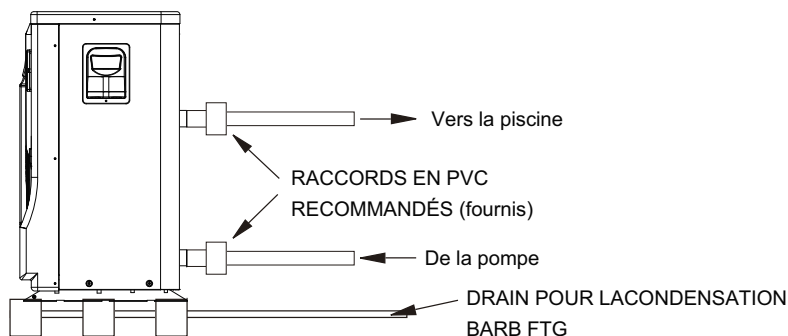 Vers la piscine
RACCORDS EN PVC
RECOMMANDÉS (fournis)
De la pompe
DRAIN POUR LACONDENSATION
BARB FTG